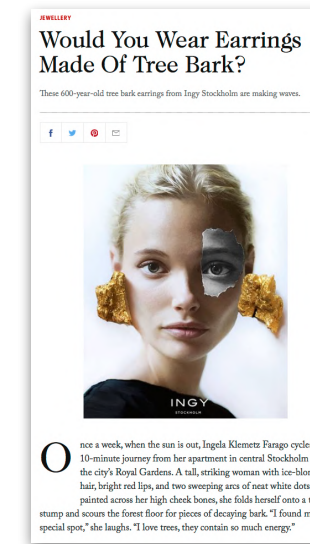 JEWELLERY
Would You Wear Earrings
Made Of Tree Bark?
These 600-year-old tree bark earrings from Ingy Stockholm are making waves.
INGY
STOCKHOLM
Once a week, when the sun is out, Ingela Klemetz Farago cycles
10-minute journey from her apartment in central Stockholm
the city's Royal Gardens. A tall, striking woman with ice-blon
hair, bright red lips, and two sweeping arcs of neat white dots
painted across her high cheek bones, she folds herself onto a t
stump and scours the forest floor for pieces of decaying bark. "I found m
special spot," she laughs. "I love trees, they contain so much energy."